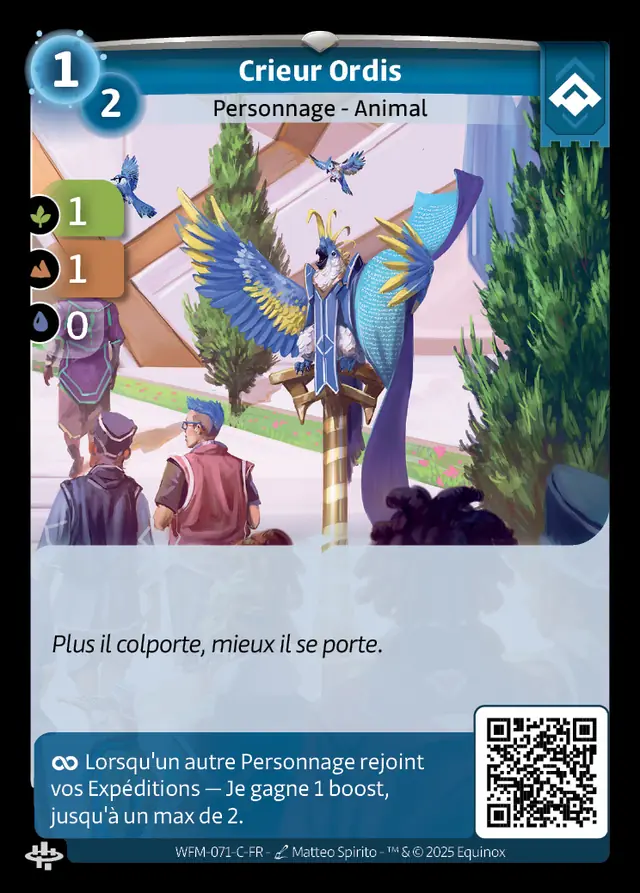 1
2
Crieur Ordis
Personnage - Animal
1
1
0
Plus il colporte, mieux il se porte.
∞ Lorsqu'un autre Personnage rejoint
vos Expéditions — Je gagne 1 boost,
jusqu'à un max de 2.
WFM-071-C-FR - Matteo Spirito - ™ & © 2025 Equinox